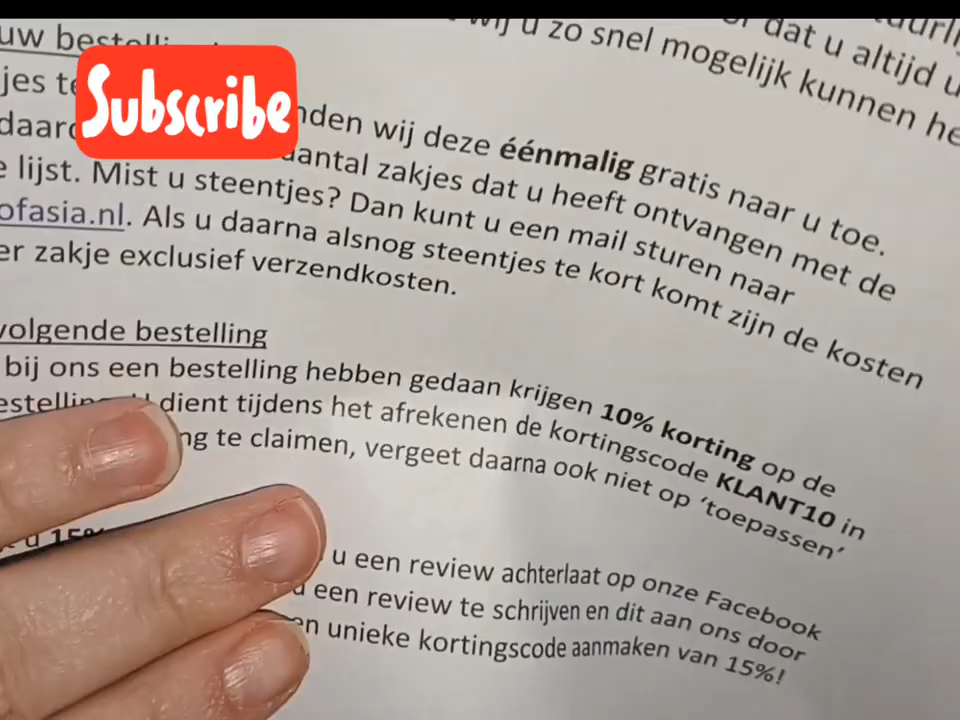 dat u altijd u
wij u zo snel mogelijk kunnen he
uw
Subscribe
jes
nden wij deze éénmalig gratis naar u toe.
aantal zakjes dat u heeft ontvangen met de
e lijst. Mist u steentjes? Dan kunt u een mail sturen naar
ofasia.nl. Als u daarna alsnog steentjes te kort komt zijn de kosten
er zakje exclusief verzendkosten.
volgende bestelling
bij ons een bestelling hebben gedaan krijgen 10% korting op de
dient tijdens het afrekenen de kortingscode KLANT10 in
ng te claimen, vergeet daarna ook niet op ‘toepassen’
u 15%
u een review achterlaat op onze Facebook
u een review te schrijven en dit aan ons door
en unieke kortingscode aanmaken van 15%!